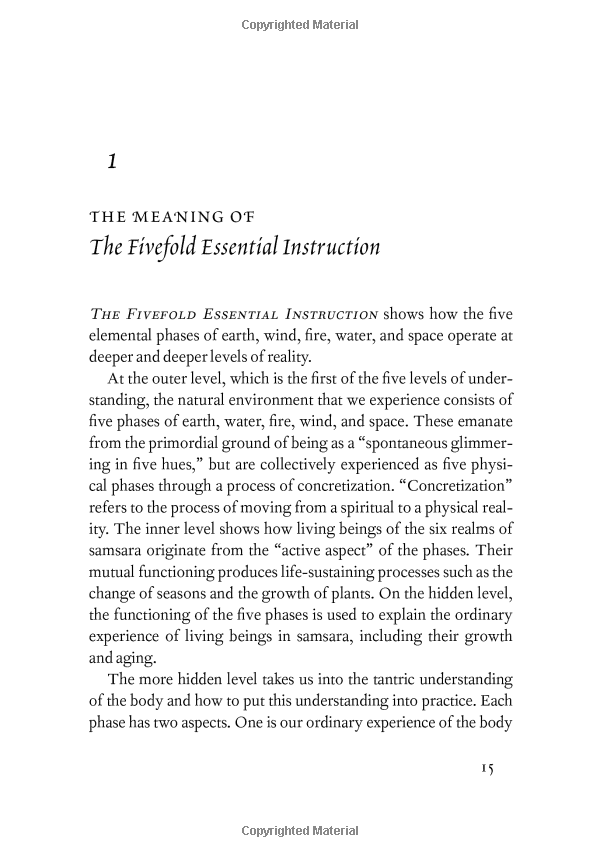 Copyrighted Material
1
THE MEANING OF
The Fivefold Essential Instruction
The Fivefold Essential Instruction shows how the five
elemental phases of earth, wind, fire, water, and space operate at
deeper and deeper levels of reality.
At the outer level, which is the first of the five levels of under-
standing, the natural environment that we experience consists of
five phases of earth, water, fire, wind, and space. These emanate
from the primordial ground of being as a “spontaneous glimmer-
ing in five hues,” but are collectively experienced as five physi-
cal phases through a process of concretization. “Concretization”
refers to the process of moving from a spiritual to a physical real-
ity. The inner level shows how living beings of the six realms of
samsara originate from the “active aspect” of the phases. Their
mutual functioning produces life-sustaining processes such as the
change of seasons and the growth of plants. On the hidden level,
the functioning of the five phases is used to explain the ordinary
experience of living beings in samsara, including their growth
and aging.
The more hidden level takes us into the tantric understanding
of the body and how to put this understanding into practice. Each
phase has two aspects. One is our ordinary experience of the body
15
Copyrighted Material